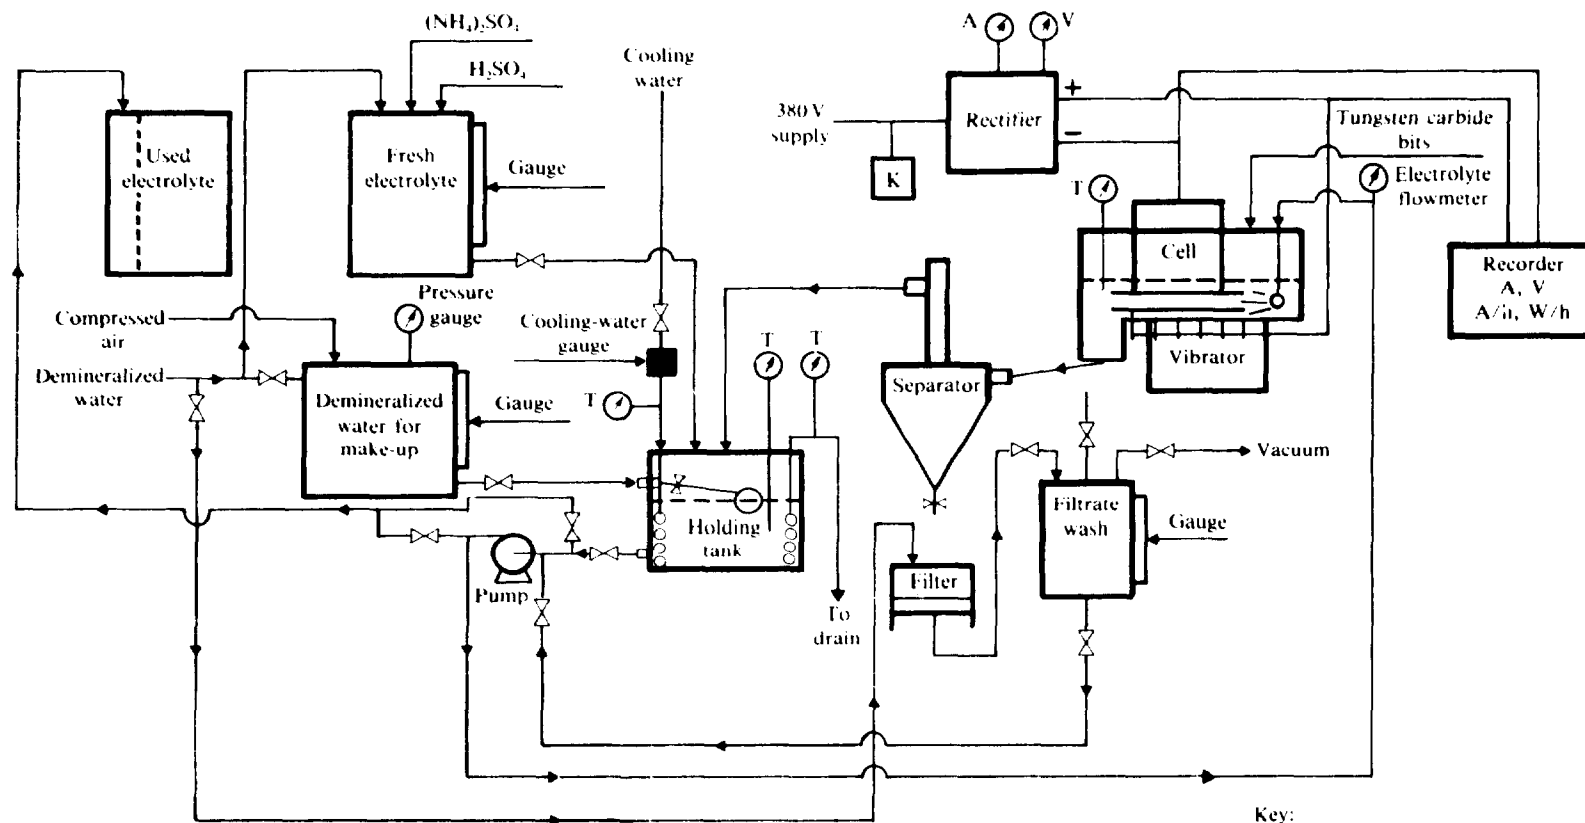 (NH₄)₂SO₄
H₂SO₄
Cooling
water
A
V
380 V
supply
Rectifier
+
−
K
Tungsten carbide
bits
Electrolyte
flowmeter
T
Used
electrolyte
Fresh
electrolyte
Gauge
Cell
Recorder
A, V
A/h, W/h
Pressure
gauge
Compressed
air
Cooling-water
gauge
T
T
Vibrator
Demineralized
water
Separator
Demineralized
water for
make-up
Gauge
T
Vacuum
Holding
tank
Filtrate
wash
Gauge
Pump
Filter
To
drain
Key: